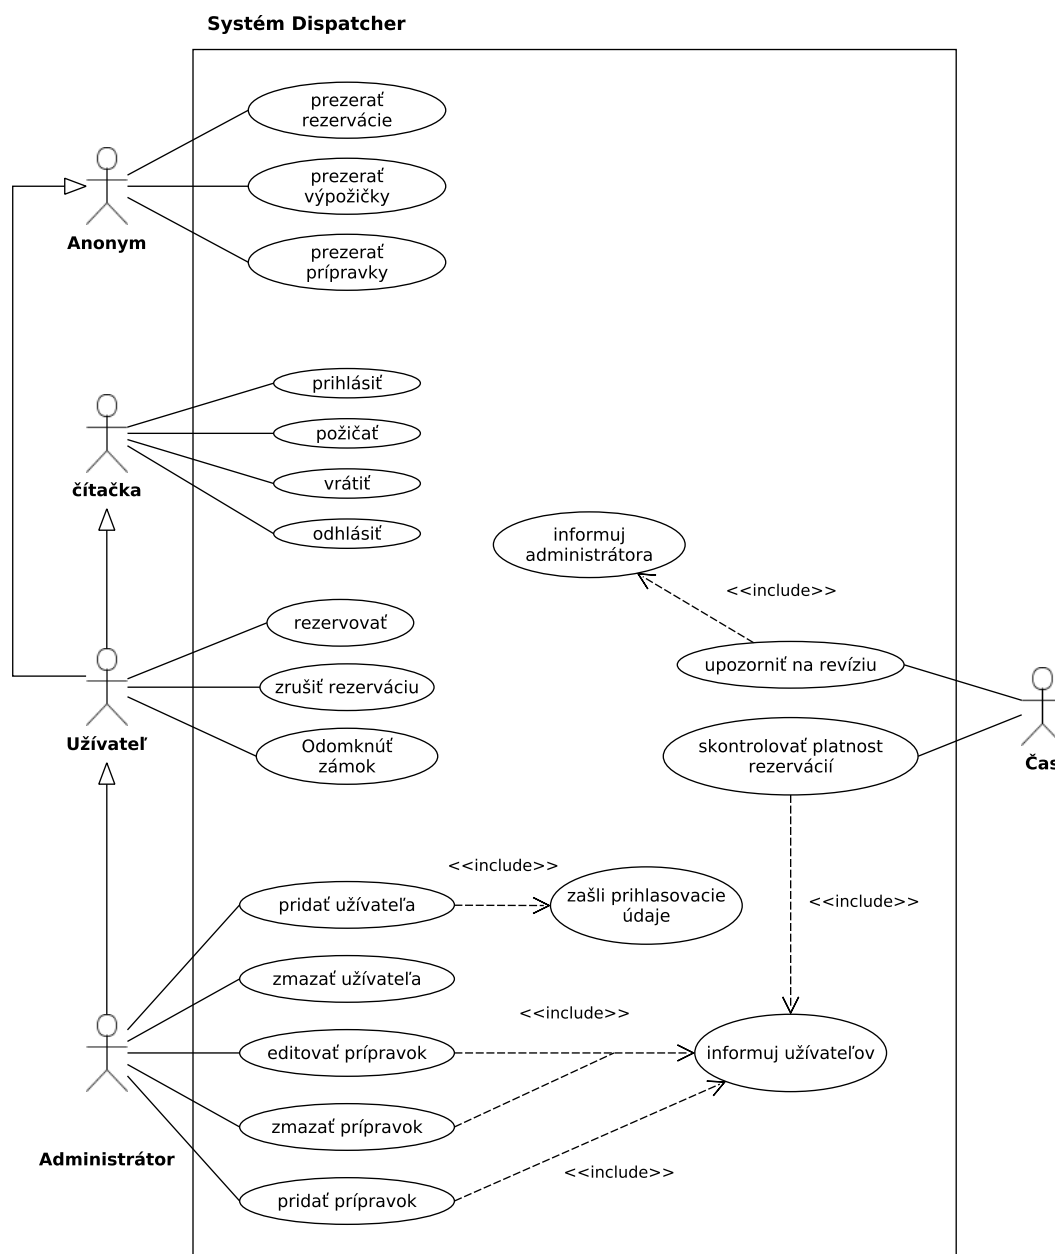 Systém Dispatcher
prezerať
rezervácie
prezerať
výpožičky
prezerať
prípravky
Anonym
prihlásiť
požičať
vrátiť
odhlásiť
čítačka
informuj
administrátora
<<include>>
rezervovať
zrušiť rezerváciu
Odomknúť
zámok
Užívateľ
upozorniť na revíziu
skontrolovať platnost
rezervácií
Čas
<<include>>
pridať užívateľa
zašli prihlasovacie
údaje
<<include>>
zmazať užívateľa
<<include>>
editovať prípravok
informuj užívateľov
zmazať prípravok
Administrátor
<<include>>
pridať prípravok